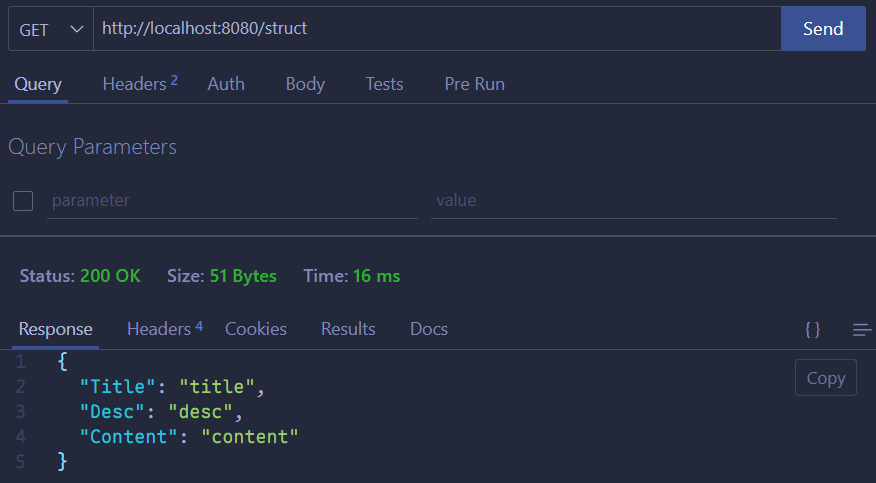 GET http://localhost:8080/struct Send
Query Headers 2 Auth Body Tests Pre Run
Query Parameters
parameter value
Status: 200 OK Size: 51 Bytes Time: 16 ms
Response Headers 4 Cookies Results Docs { }
1 {
Copy
2 "Title": "title",
3 "Desc": "desc",
4 "Content": "content"
5 }